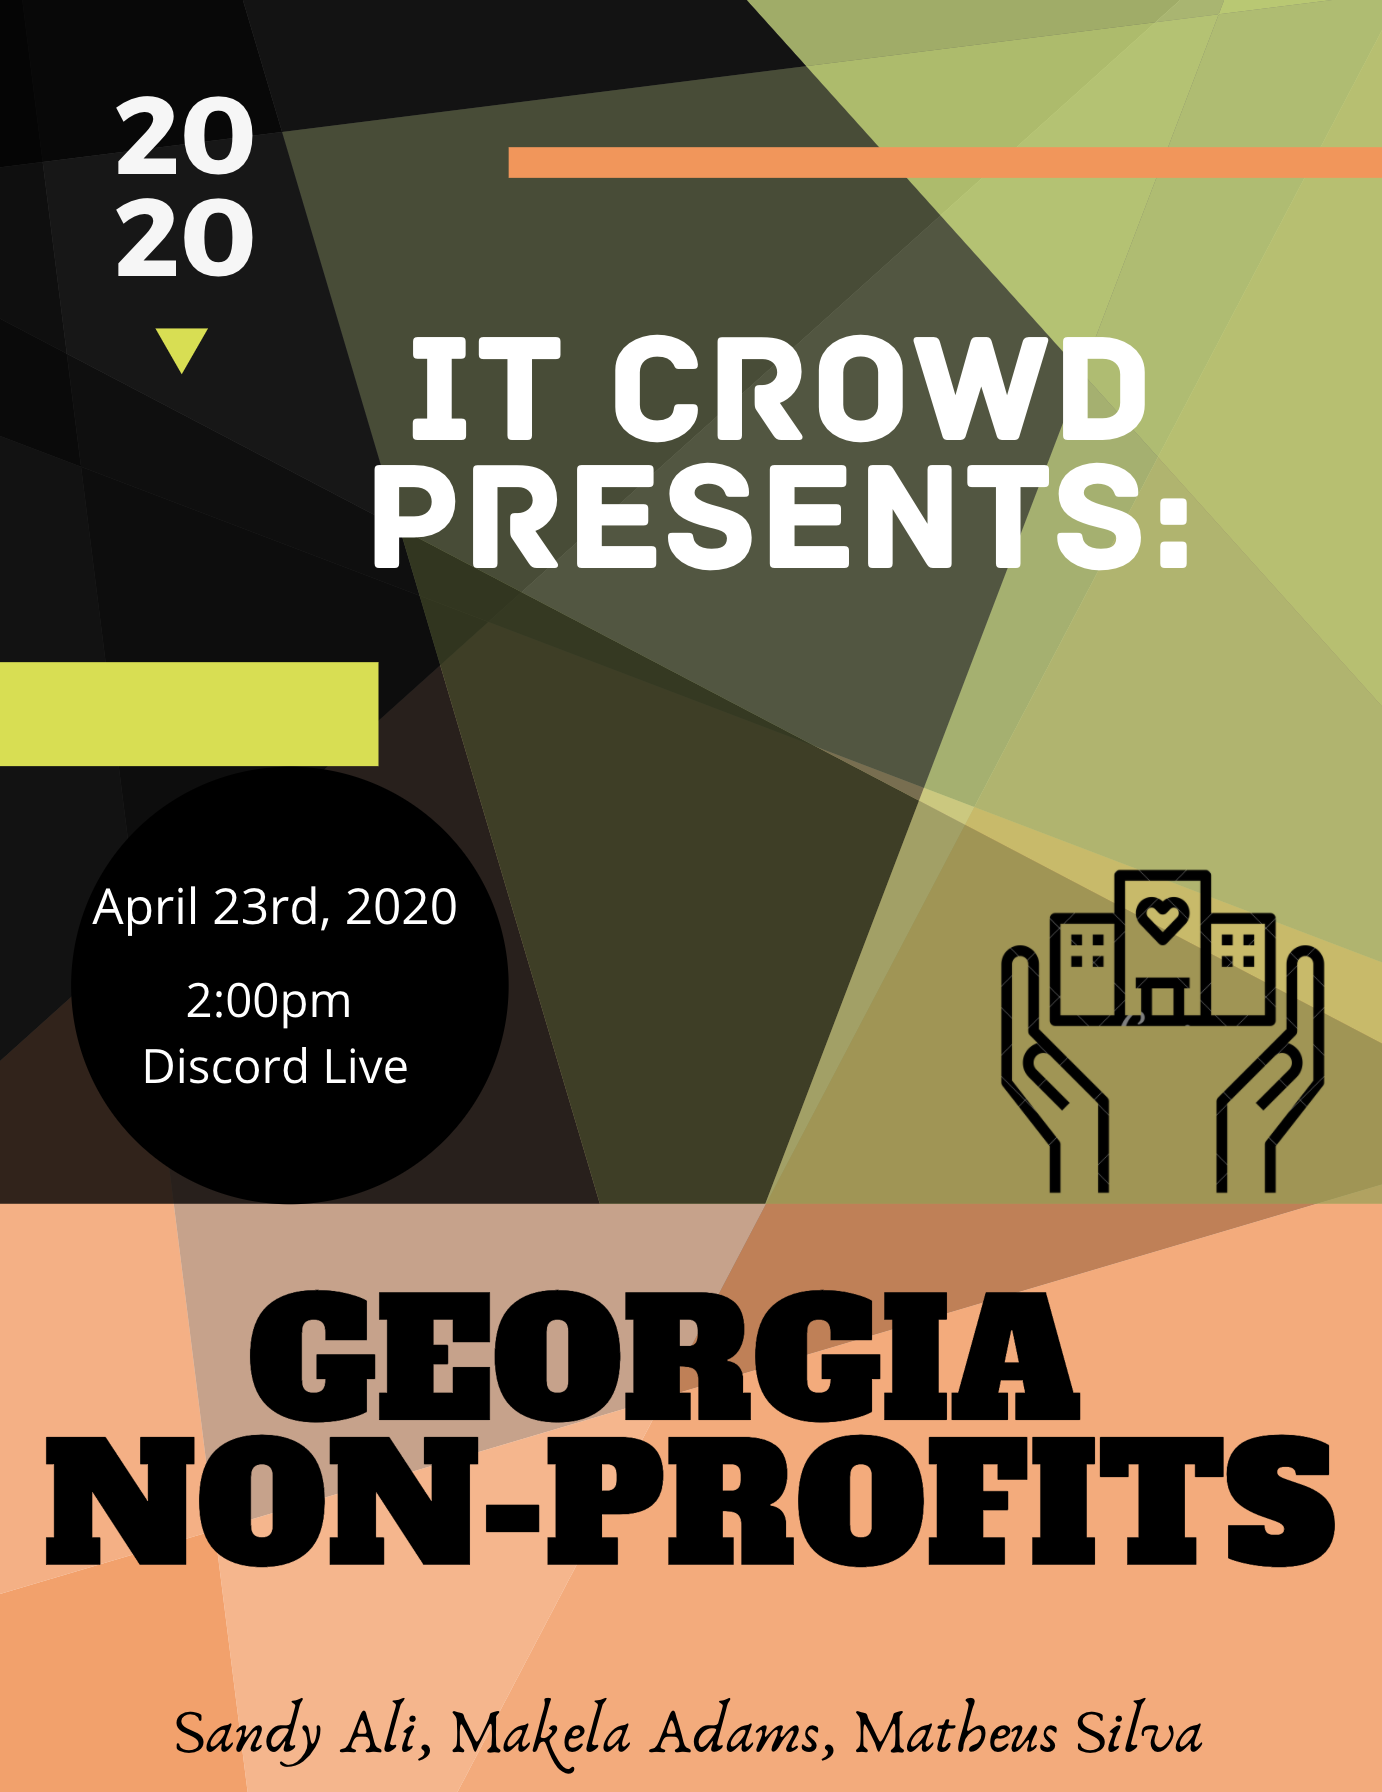 20
20
IT CROWD
PRESENTS:
April 23rd, 2020
2:00pm
Discord Live
GEORGIA
NON-PROFITS
Sandy Ali, Makela Adams, Matheus Silva